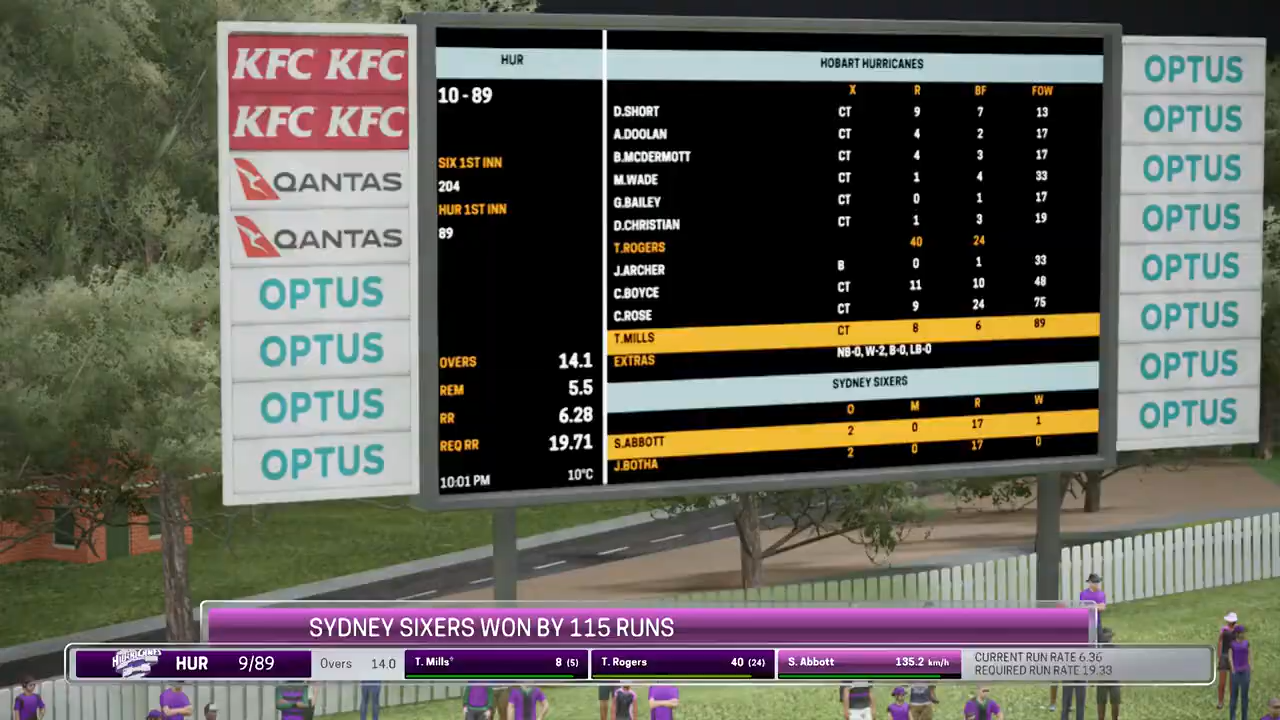 KFC KFC
KFC KFC
QANTAS
QANTAS
OPTUS
OPTUS
OPTUS
OPTUS
HUR
10 - 89
SIX 1ST INN
204
HUR 1ST INN
89
OVERS 14.1
REM 5.5
RR 6.28
REQ RR 19.71
10:01 PM 10°C
HOBART HURRICANES
X R BF FOW
D.SHORT CT 9 7 13
A.DOOLAN CT 4 2 17
B.MCDERMOTT CT 4 3 17
M.WADE CT 1 4 33
G.BAILEY CT 0 1 17
D.CHRISTIAN CT 1 3 19
T.ROGERS 40 24
J.ARCHER B 0 1 33
C.BOYCE CT 11 10 48
C.ROSE CT 9 24 75
T.MILLS CT 8 6 89
EXTRAS NB-0, W-2, B-0, LB-0
SYDNEY SIXERS
O M R W
S.ABBOTT 2 0 17 1
J.BOTHA 2 0 17 0
OPTUS
OPTUS
OPTUS
OPTUS
OPTUS
OPTUS
OPTUS
OPTUS
SYDNEY SIXERS WON BY 115 RUNS
HURRICANES HUR 9/89 Overs 14.0 T. Mills* 8 (5) T. Rogers 40 (24) S. Abbott 135.2 km/h CURRENT RUN RATE 6.36
REQUIRED RUN RATE 19.33